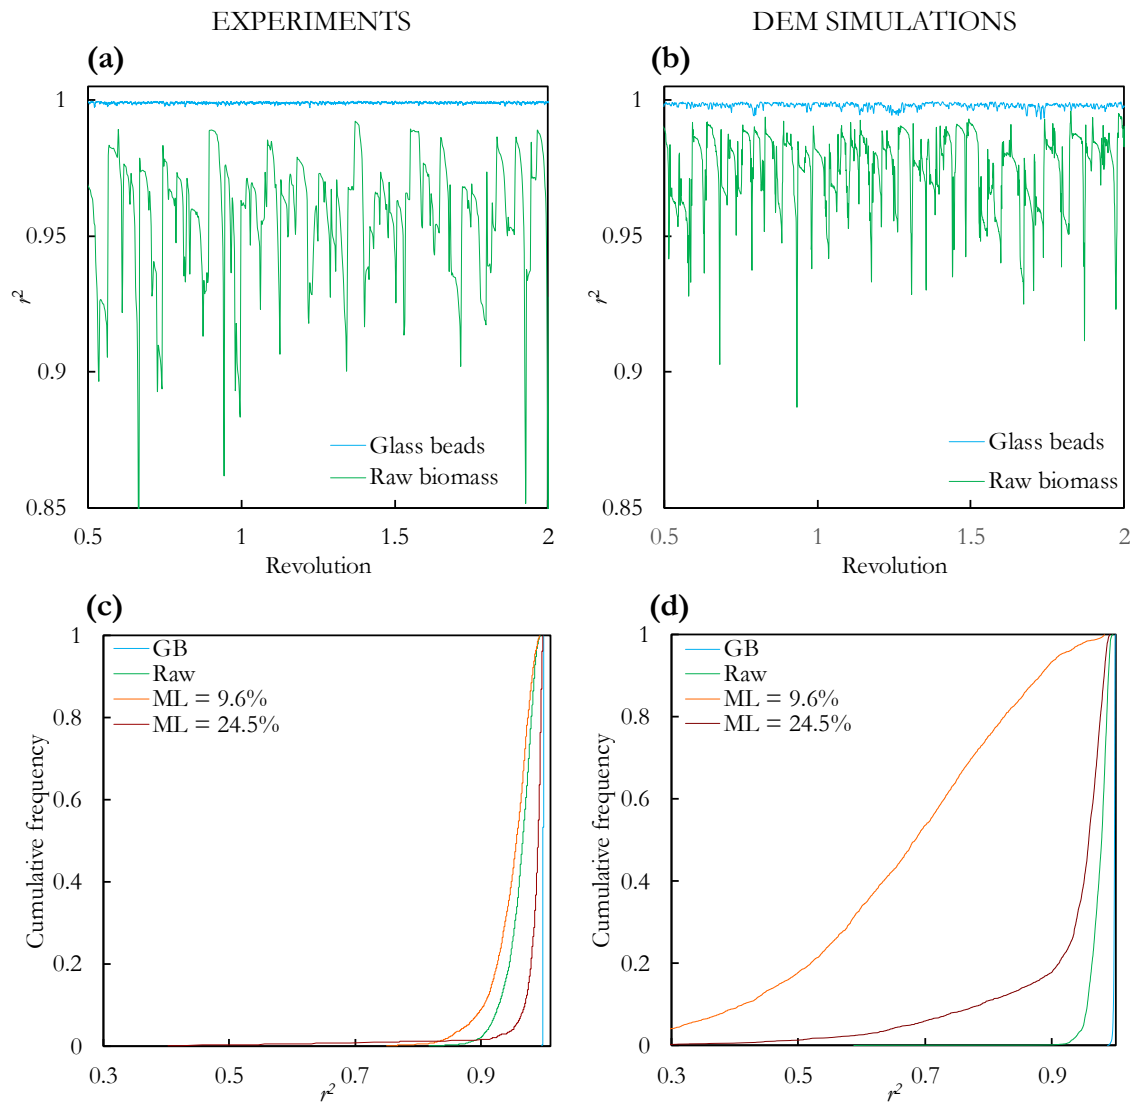 EXPERIMENTS
DEM SIMULATIONS
(a)
(b)
1
0.95
0.9
0.85
r²
Glass beads
Raw biomass
0.5
1
1.5
2
Revolution
1
0.95
0.9
0.85
r²
Glass beads
Raw biomass
0.5
1
1.5
2
Revolution
(c)
(d)
1
0.8
0.6
0.4
0.2
0
Cumulative frequency
GB
Raw
ML = 9.6%
ML = 24.5%
0.3
0.5
0.7
0.9
r²
1
0.8
0.6
0.4
0.2
0
Cumulative frequency
GB
Raw
ML = 9.6%
ML = 24.5%
0.3
0.5
0.7
0.9
r²